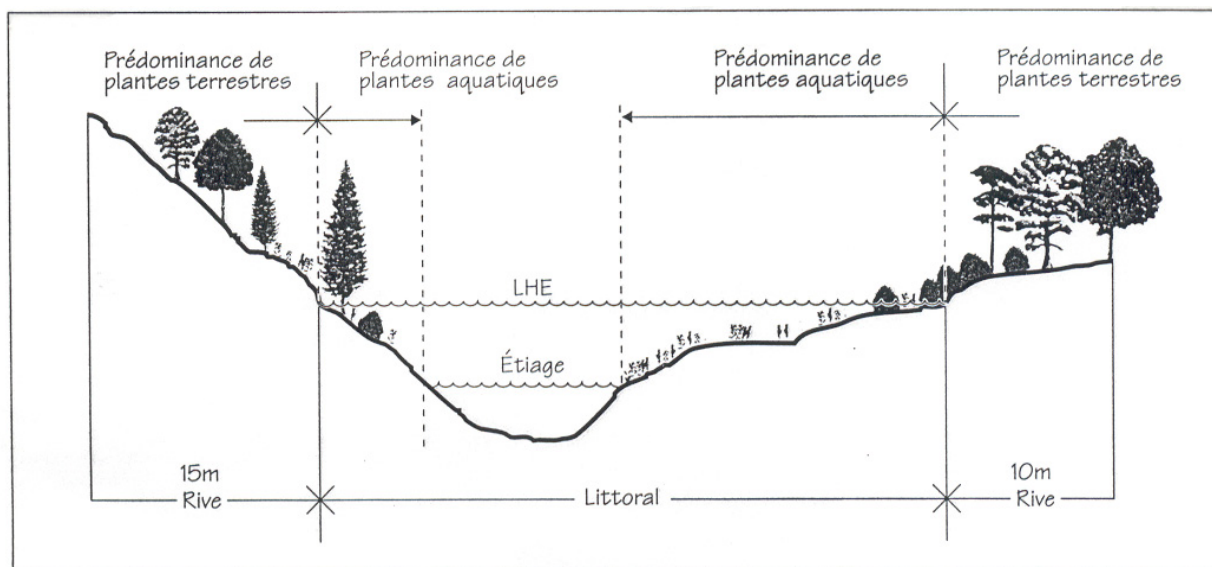 Prédominance de
plantes terrestres
Prédominance de
plantes aquatiques
Prédominance de
plantes aquatiques
Prédominance de
plantes terrestres
LHE
Étiage
15m
Rive
Littoral
10m
Rive